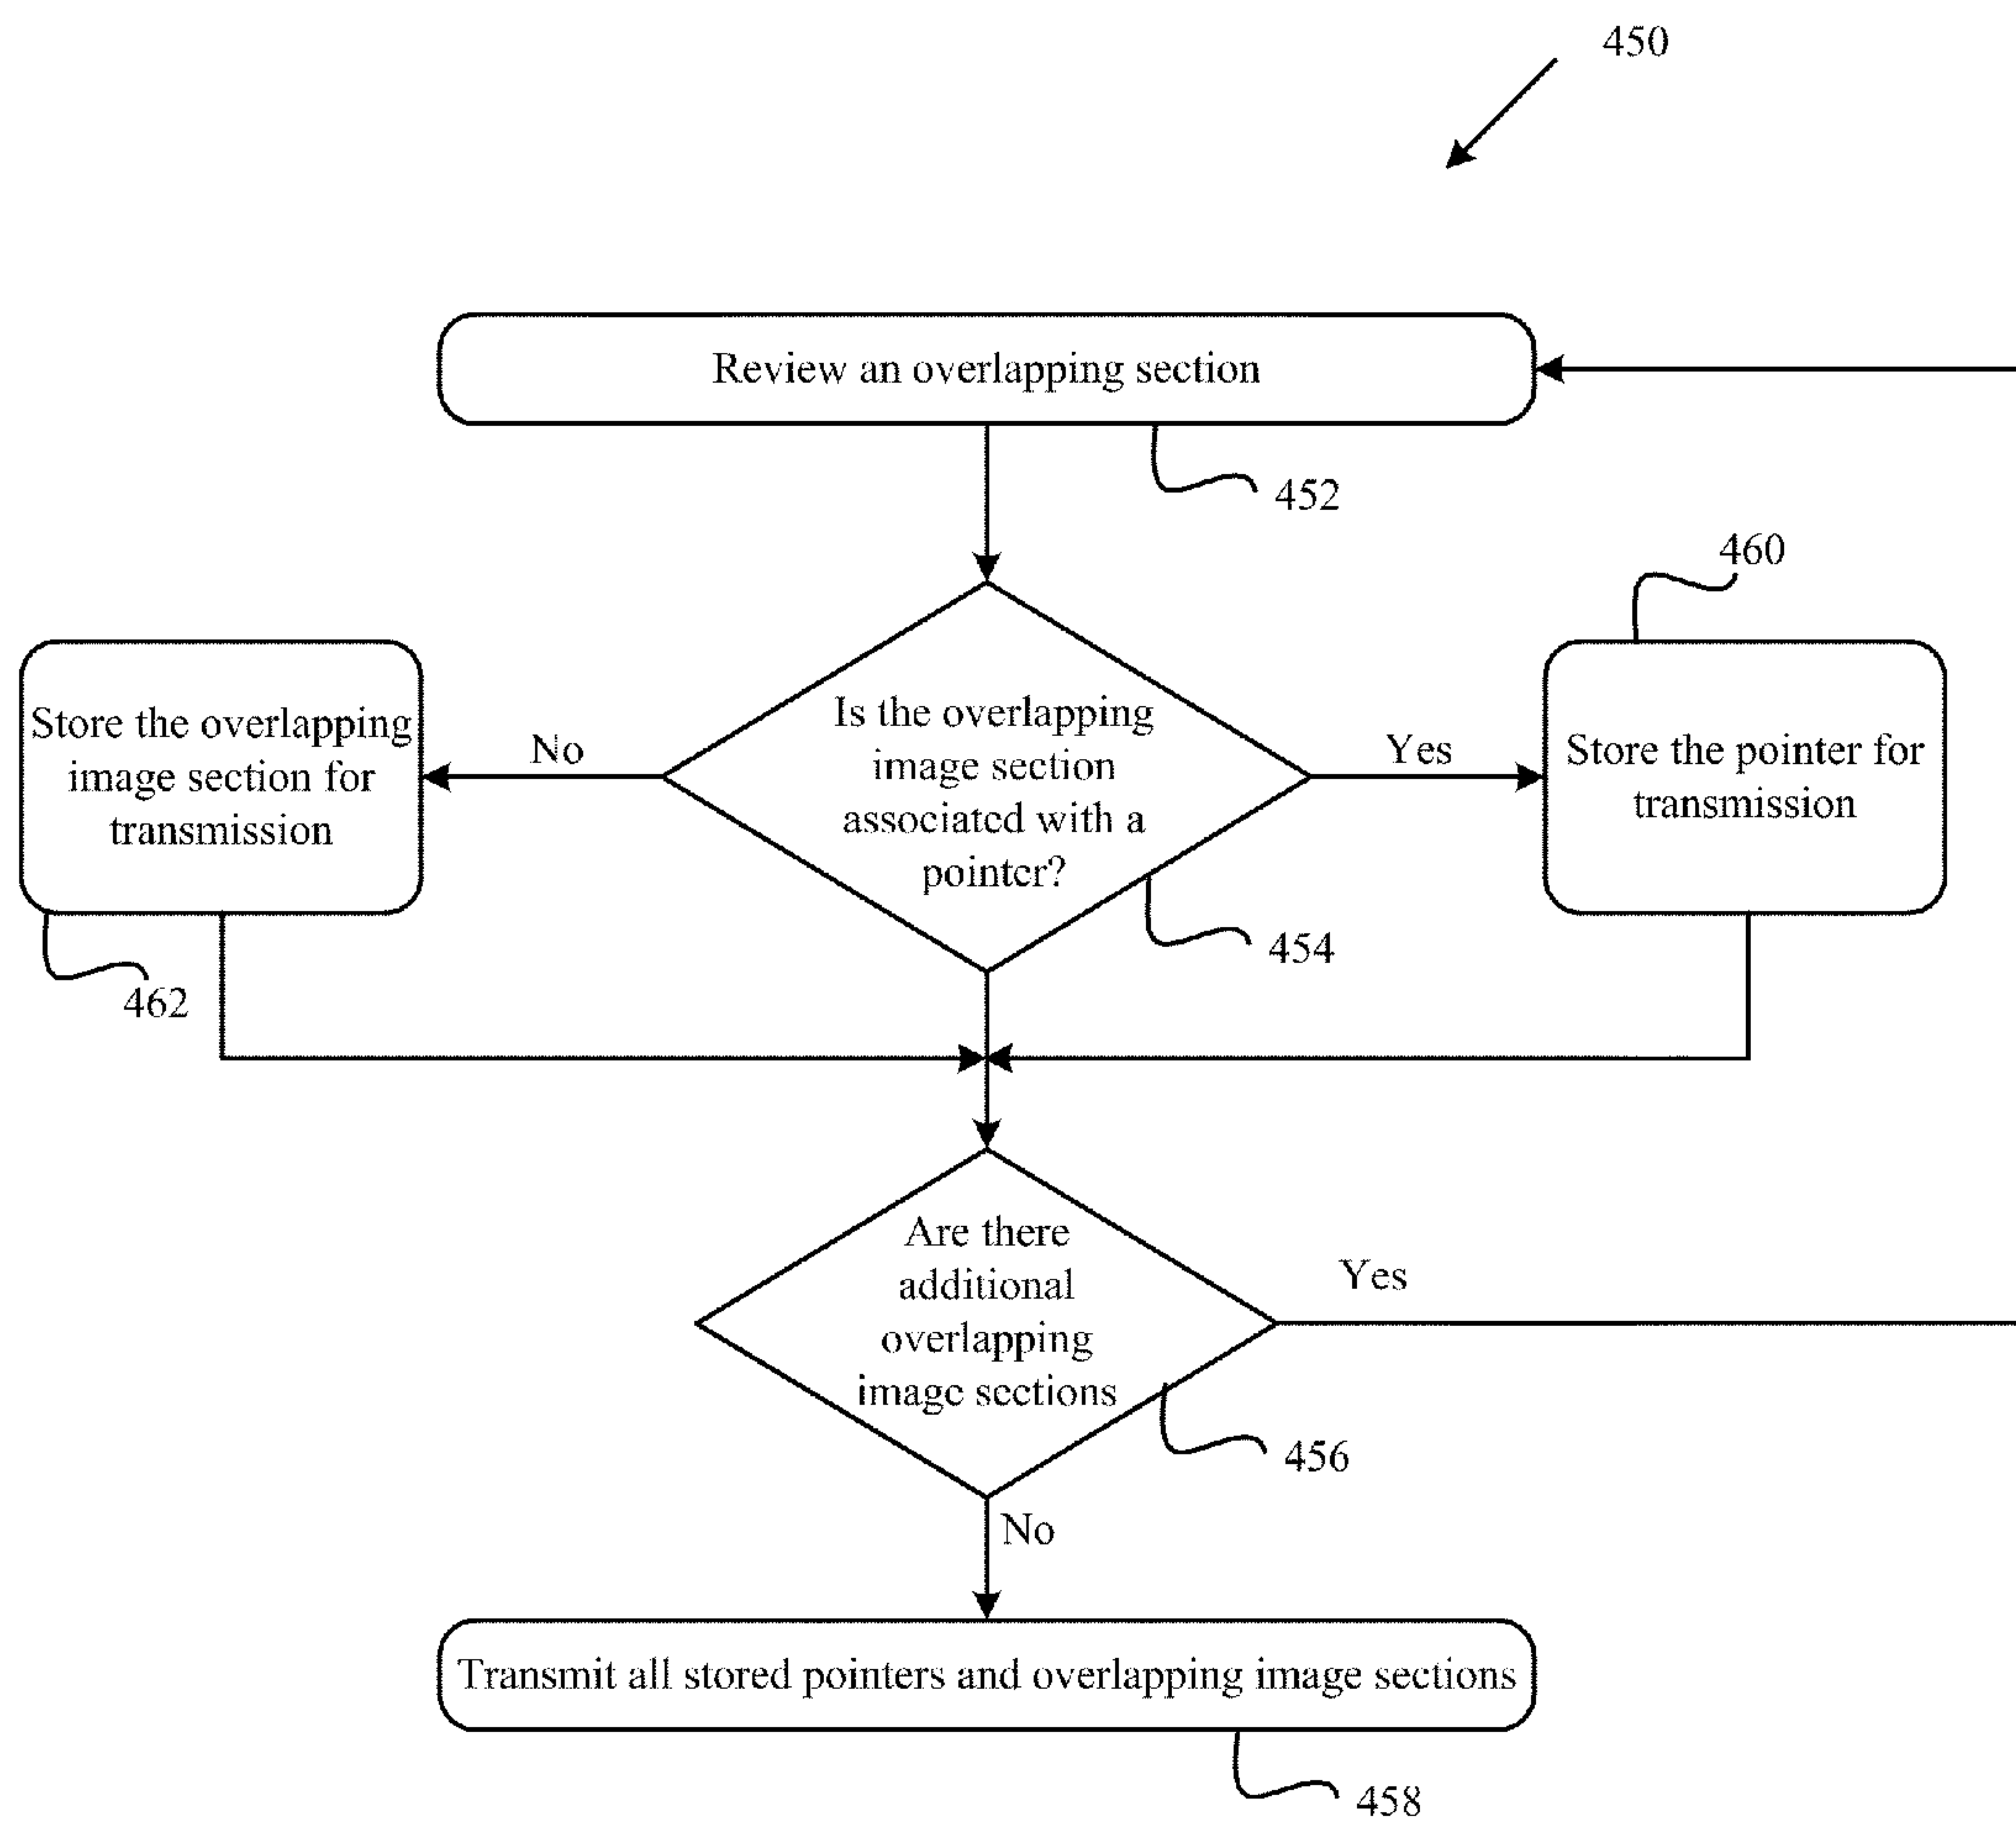 450
Review an overlapping section
452
460
Store the overlapping
image section for
transmission
No
Is the overlapping
image section
associated with a
pointer?
Yes
Store the pointer for
transmission
454
462
Are there
additional
overlapping
image sections
Yes
456
No
Transmit all stored pointers and overlapping image sections
458